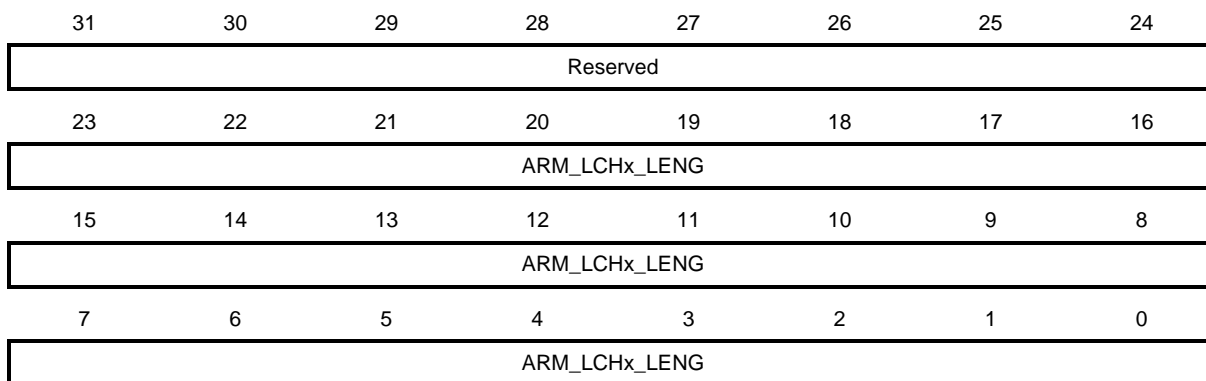 31 30 29 28 27 26 25 24
Reserved
23 22 21 20 19 18 17 16
ARM_LCHx_LENG
15 14 13 12 11 10 9 8
ARM_LCHx_LENG
7 6 5 4 3 2 1 0
ARM_LCHx_LENG